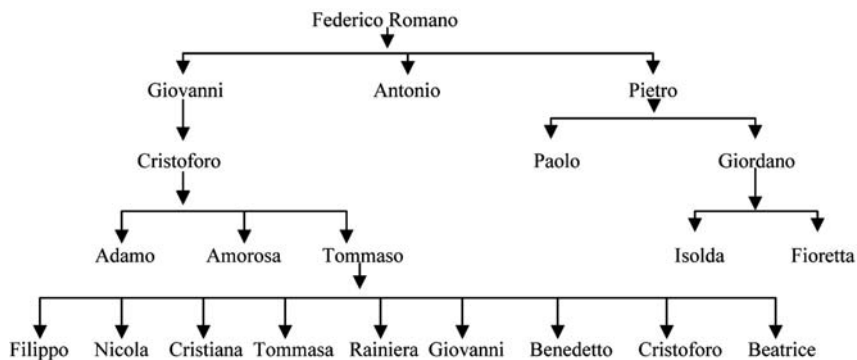 Federico Romano
Giovanni Antonio Pietro
Cristoforo Paolo Giordano
Adamo Amorosa Tommaso Isolda Fioretta
Filippo Nicola Cristiana Tommasa Rainiera Giovanni Benedetto Cristoforo Beatrice